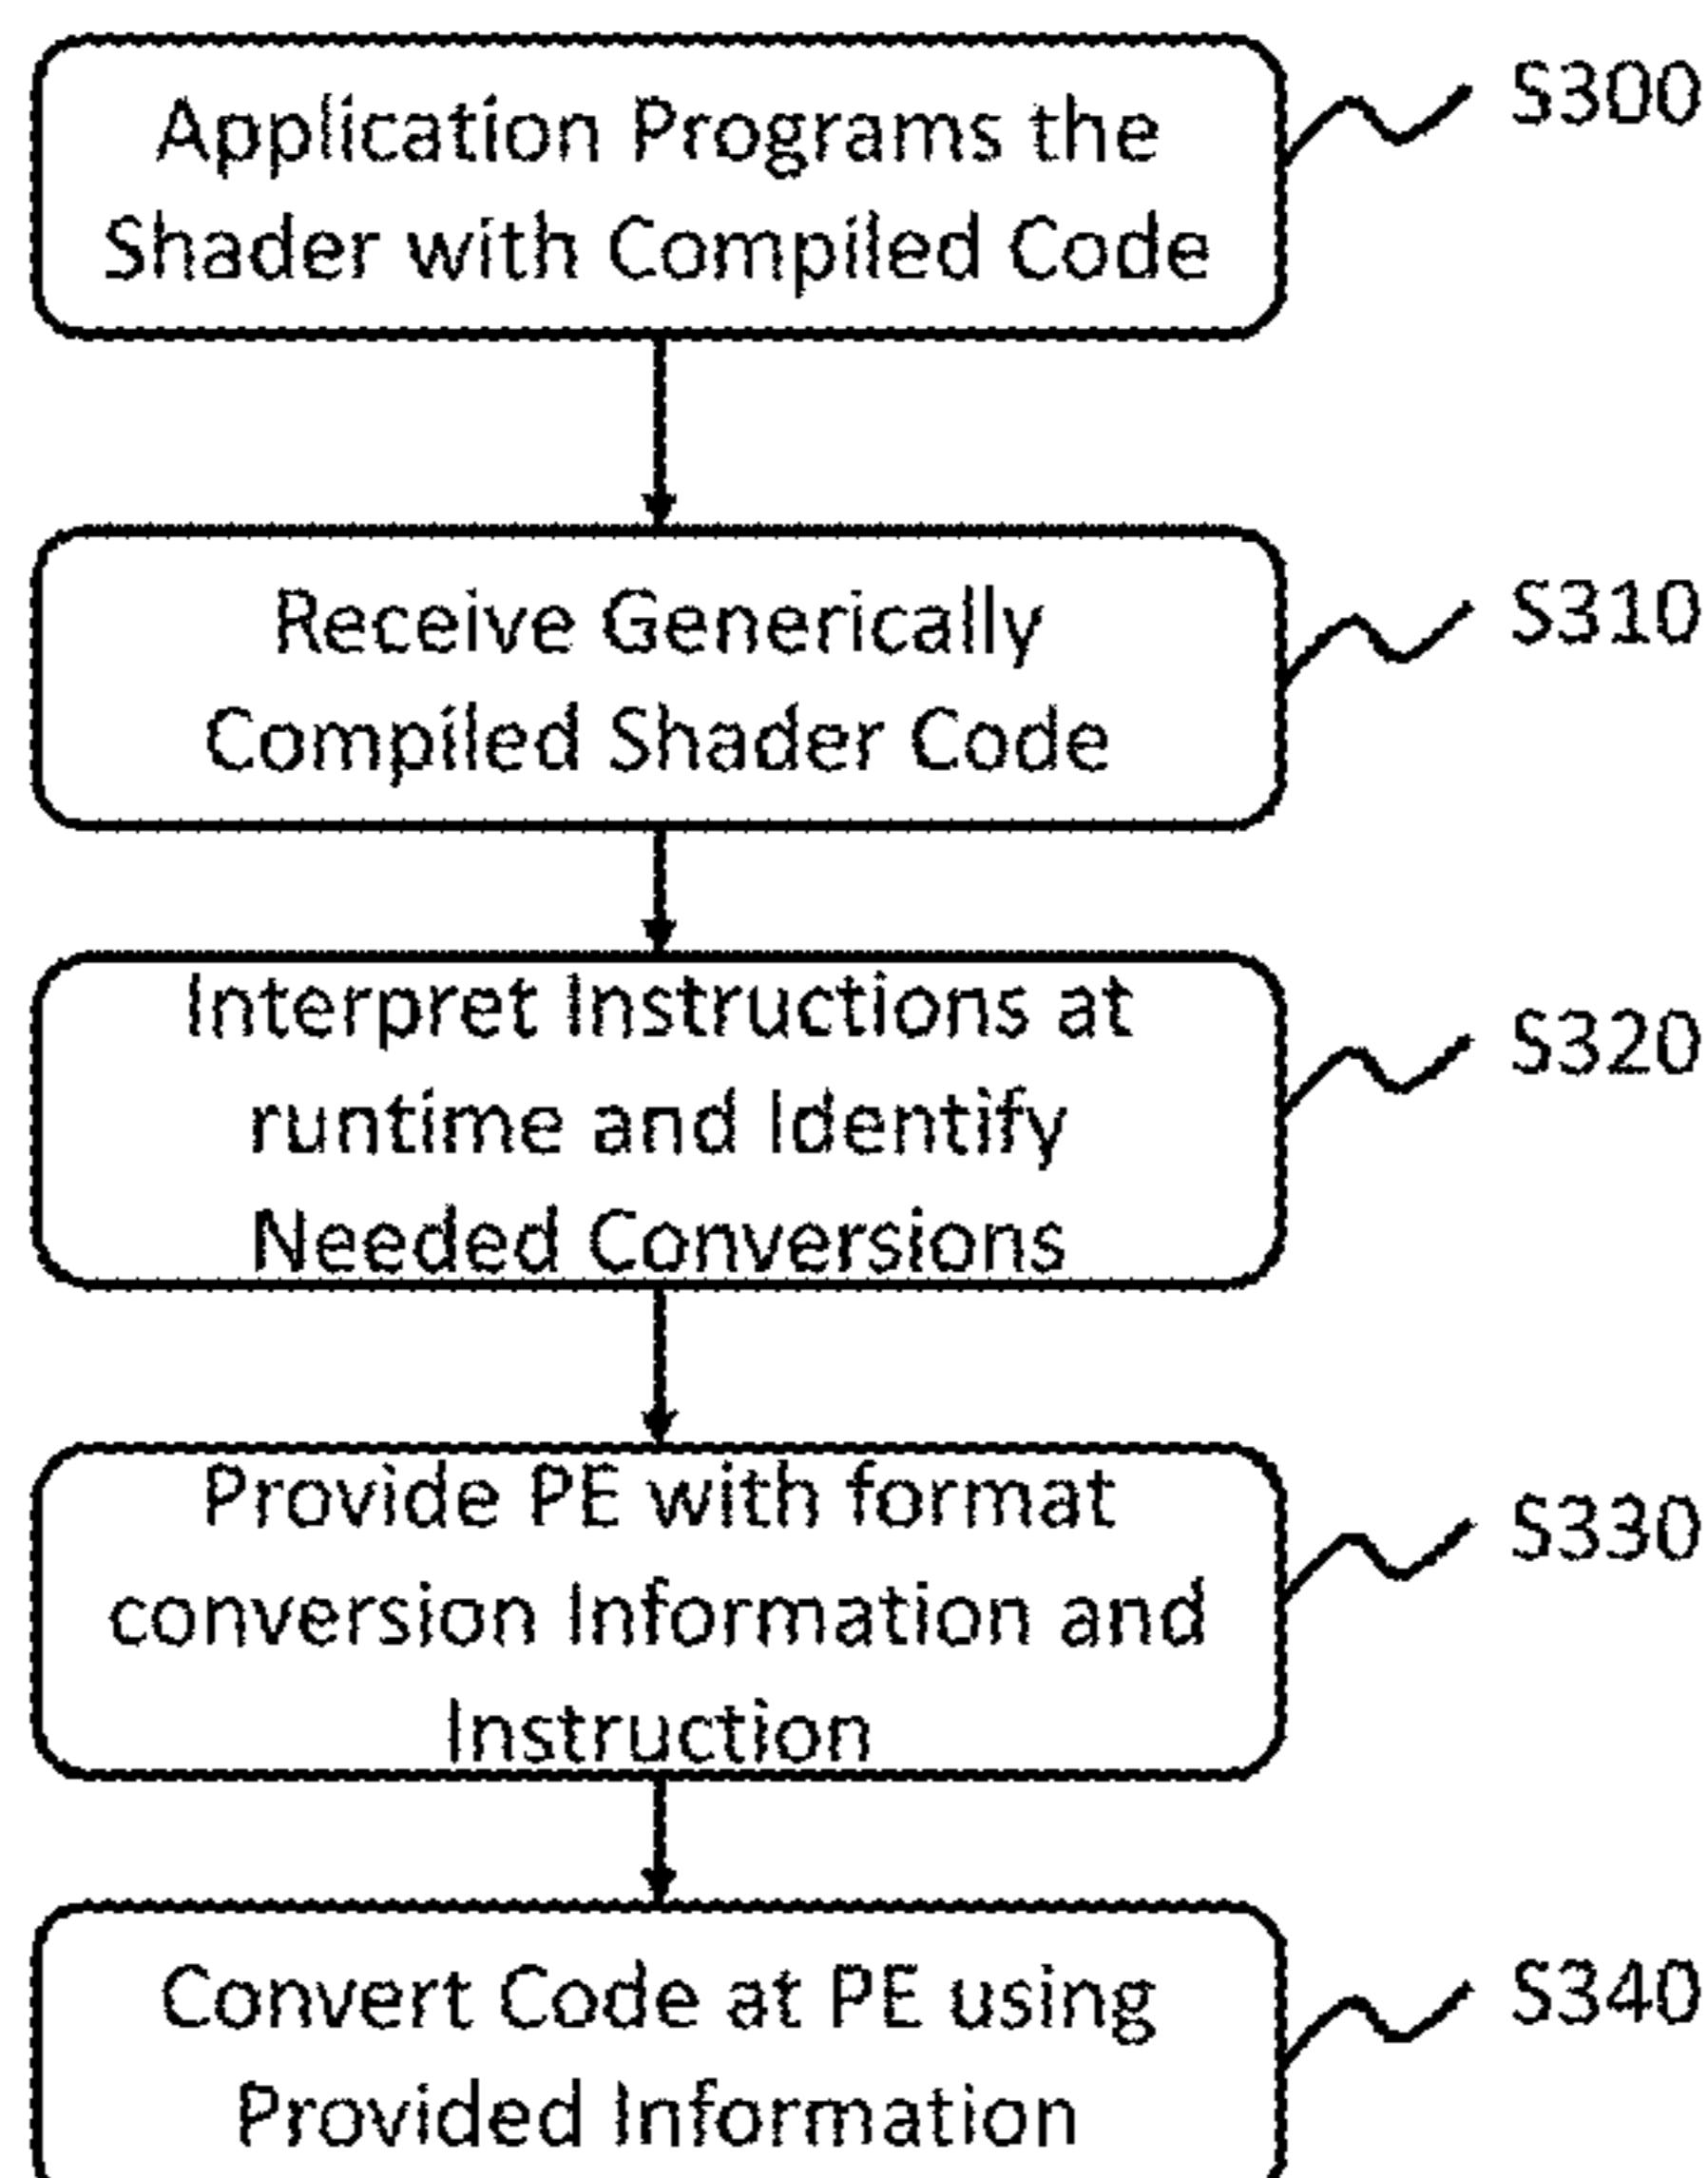 Application Programs the
Shader with Compiled Code
S300
Receive Generically
Compiled Shader Code
S310
Interpret Instructions at
runtime and Identify
Needed Conversions
S320
Provide PE with format
conversion Information and
Instruction
S330
Convert Code at PE using
Provided Information
S340